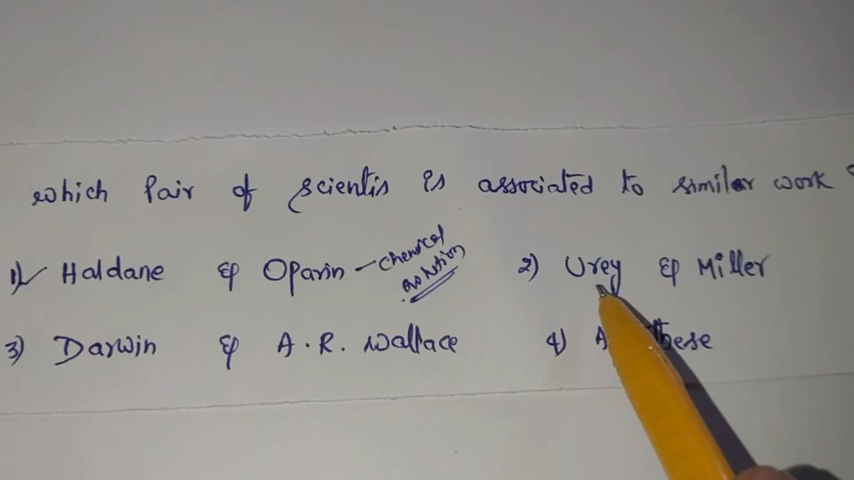 which Pair of scientis is associated to similar work ?
1) Haldane & Oparin - chemical evolution
2) Urey & Miller
3) Darwin & A. R. Wallace
4) A these